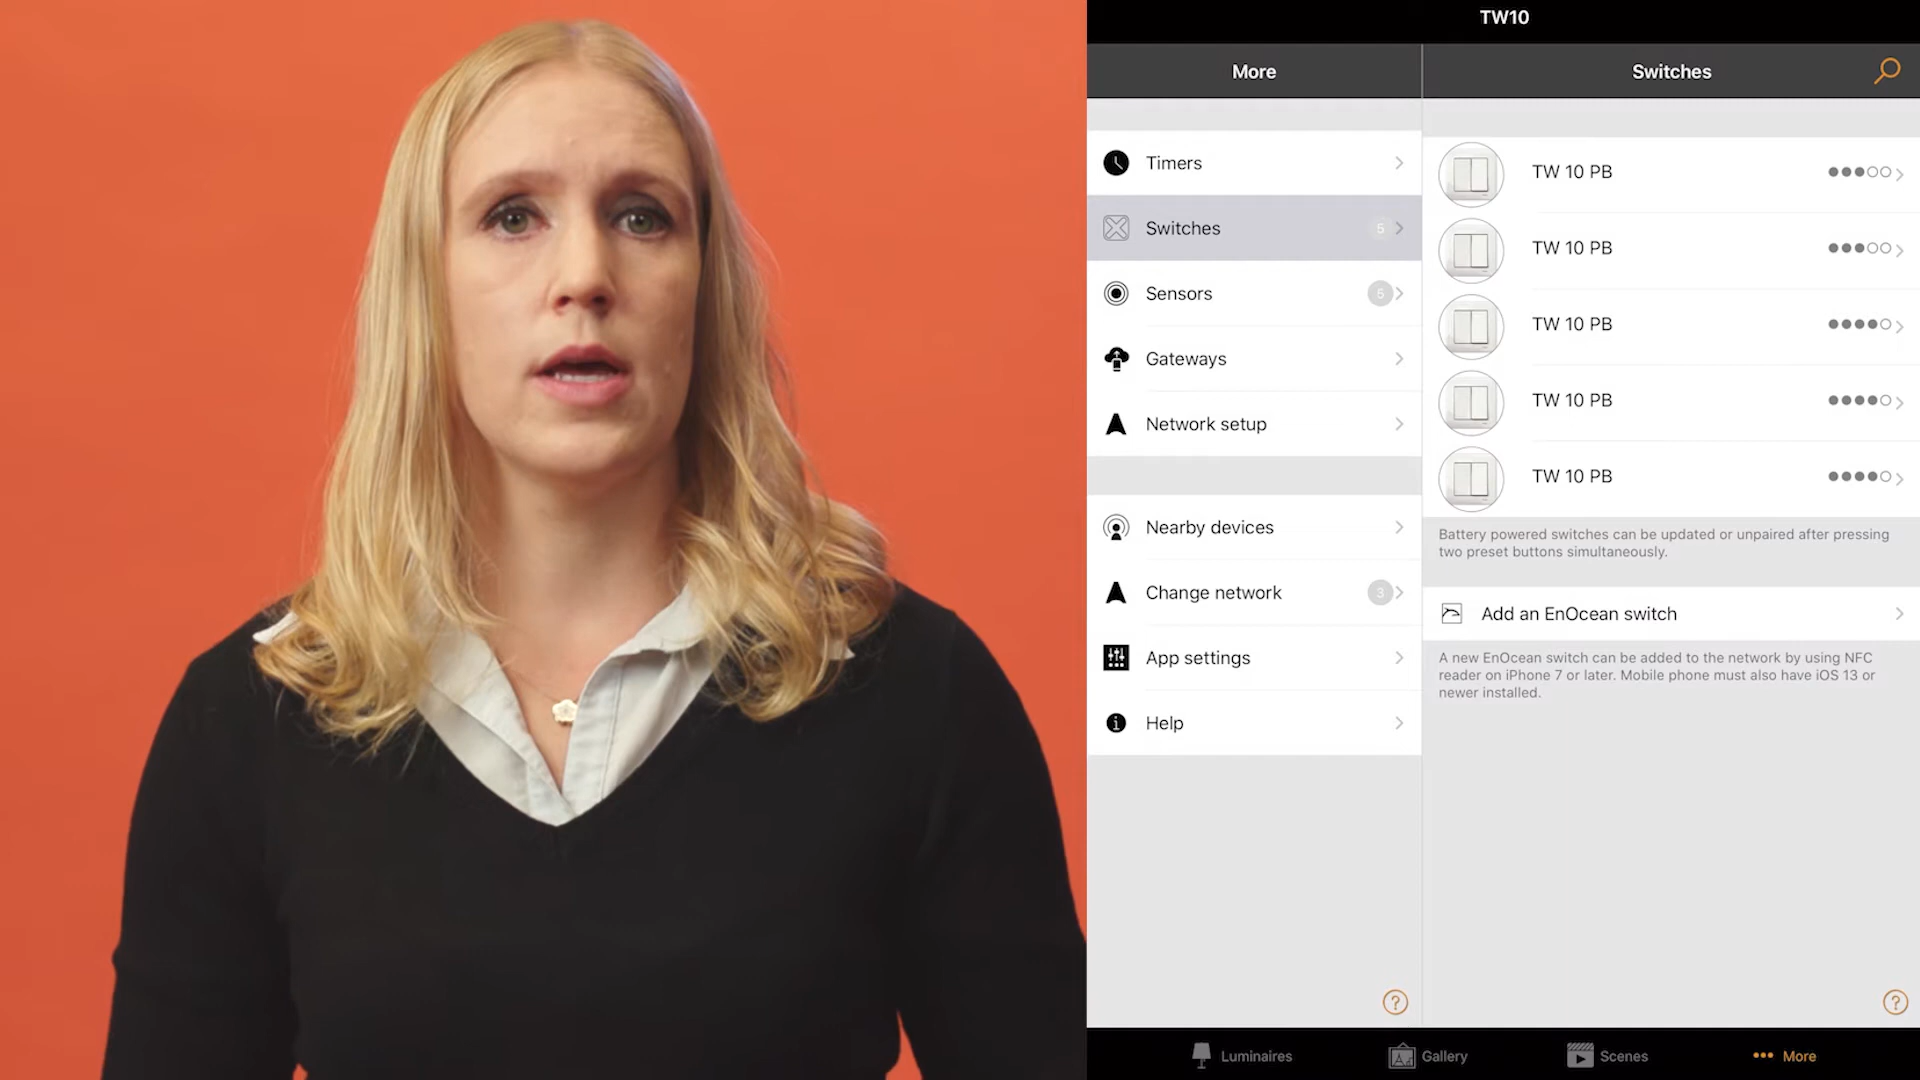 TW10
More
Switches
Timers
Switches 5
Sensors 5
Gateways
Network setup
Nearby devices
Change network 3
App settings
Help
TW 10 PB
TW 10 PB
TW 10 PB
TW 10 PB
TW 10 PB
Battery powered switches can be updated or unpaired after pressing
two preset buttons simultaneously.
Add an EnOcean switch
A new EnOcean switch can be added to the network by using NFC
reader on iPhone 7 or later. Mobile phone must also have iOS 13 or
newer installed.
?
?
Luminaires
Gallery
Scenes
More